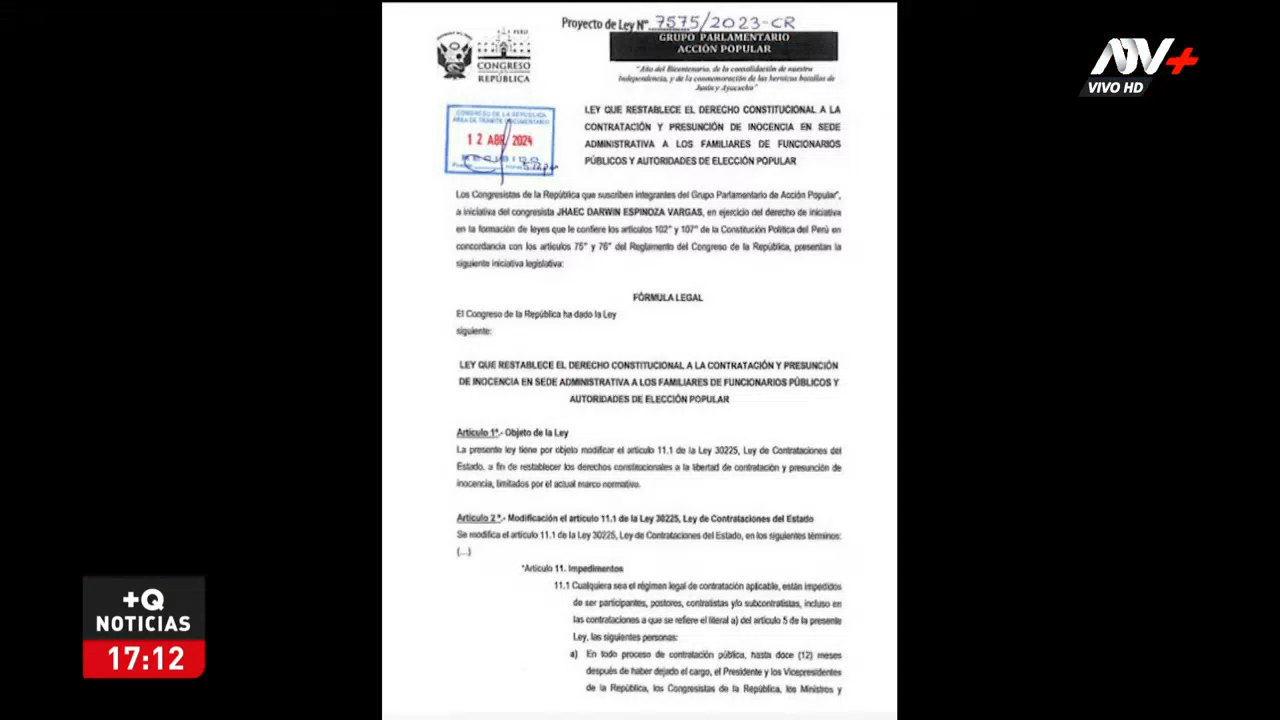 Proyecto de Ley N° 7575/2023-CR
GRUPO PARLAMENTARIO
ACCIÓN POPULAR
PERÚ
CONGRESO
REPÚBLICA
"Año del Bicentenario, de la consolidación de nuestra
Independencia, y de la conmemoración de las heroicas batallas de
Junín y Ayacucho"
CONGRESO DE LA REPÚBLICA
ÁREA DE TRÁMITE DOCUMENTARIO
12 ABR 2024
RECIBIDO
LEY QUE RESTABLECE EL DERECHO CONSTITUCIONAL A LA
CONTRATACIÓN Y PRESUNCIÓN DE INOCENCIA EN SEDE
ADMINISTRATIVA A LOS FAMILIARES DE FUNCIONARIOS
PÚBLICOS Y AUTORIDADES DE ELECCIÓN POPULAR
Los Congresistas de la República que suscriben integrantes del Grupo Parlamentario de Acción Popular",
a iniciativa del congresista JHAEC DARWIN ESPINOZA VARGAS, en ejercicio del derecho de iniciativa
en la formación de leyes que le confiere los artículos 102° y 107° de la Constitución Política del Perú en
concordancia con los artículos 75° y 76° del Reglamento del Congreso de la República, presentan la
siguiente iniciativa legislativa:
FÓRMULA LEGAL
El Congreso de la República ha dado la Ley
siguiente:
LEY QUE RESTABLECE EL DERECHO CONSTITUCIONAL A LA CONTRATACIÓN Y PRESUNCIÓN
DE INOCENCIA EN SEDE ADMINISTRATIVA A LOS FAMILIARES DE FUNCIONARIOS PÚBLICOS Y
AUTORIDADES DE ELECCIÓN POPULAR
Artículo 1°.- Objeto de la Ley
La presente ley tiene por objeto modificar el artículo 11.1 de la Ley 30225, Ley de Contrataciones del
Estado, a fin de restablecer los derechos constitucionales a la libertad de contratación y presunción de
inocencia, limitados por el actual marco normativo.
Artículo 2°.- Modificación el artículo 11.1 de la Ley 30225, Ley de Contrataciones del Estado
Se modifica el artículo 11.1 de la Ley 30225, Ley de Contrataciones del Estado, en los siguientes términos:
(...)
"Artículo 11. Impedimentos
11.1 Cualquiera sea el régimen legal de contratación aplicable, están impedidos
de ser participantes, postores, contratistas y/o subcontratistas, incluso en
las contrataciones a que se refiere el literal a) del artículo 5 de la presente
Ley, las siguientes personas:
a) En todo proceso de contratación pública, hasta doce (12) meses
después de haber dejado el cargo, el Presidente y los Vicepresidentes
de la República, los Congresistas de la República, los Ministros y
ATV+
VIVO HD
+Q
NOTICIAS
17:12